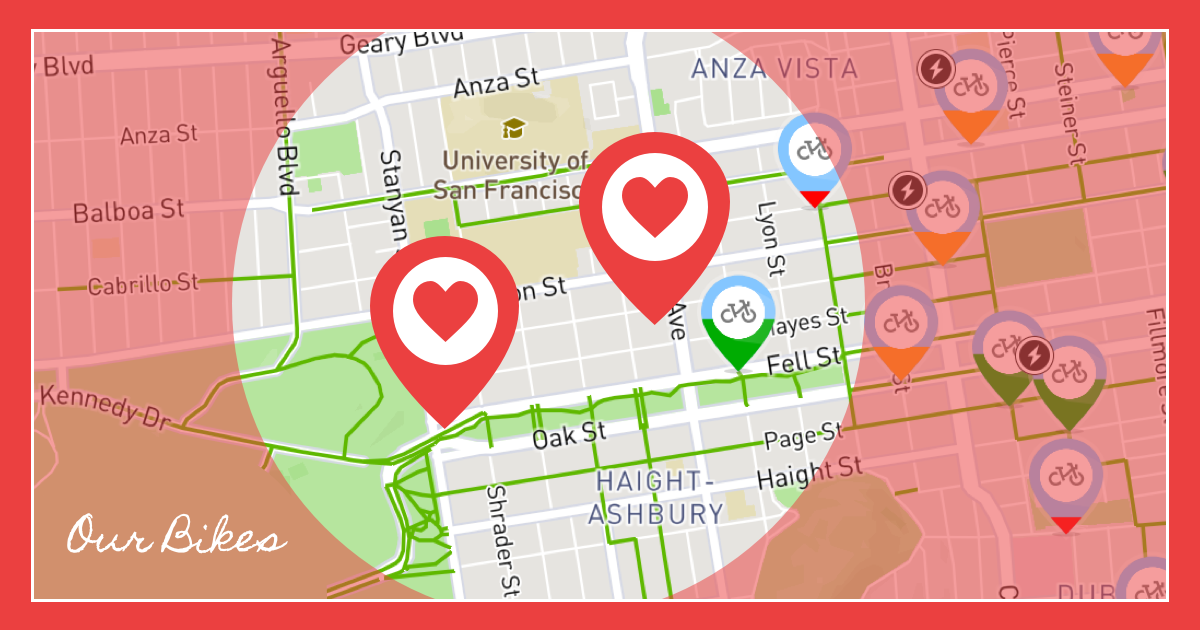 Geary Blvd
Blvd
Arguello Blvd
Anza St
Anza St
ANZA VISTA
Pierce St
Steiner St
Stanyan
University of
San Francisco
Balboa St
Lyon St
Cabrillo St
on St
Ave
Hayes St
Fell St
St
Kennedy Dr
Oak St
Page St
Haight St
HAIGHT-
ASHBURY
Shrader St
Our Bikes